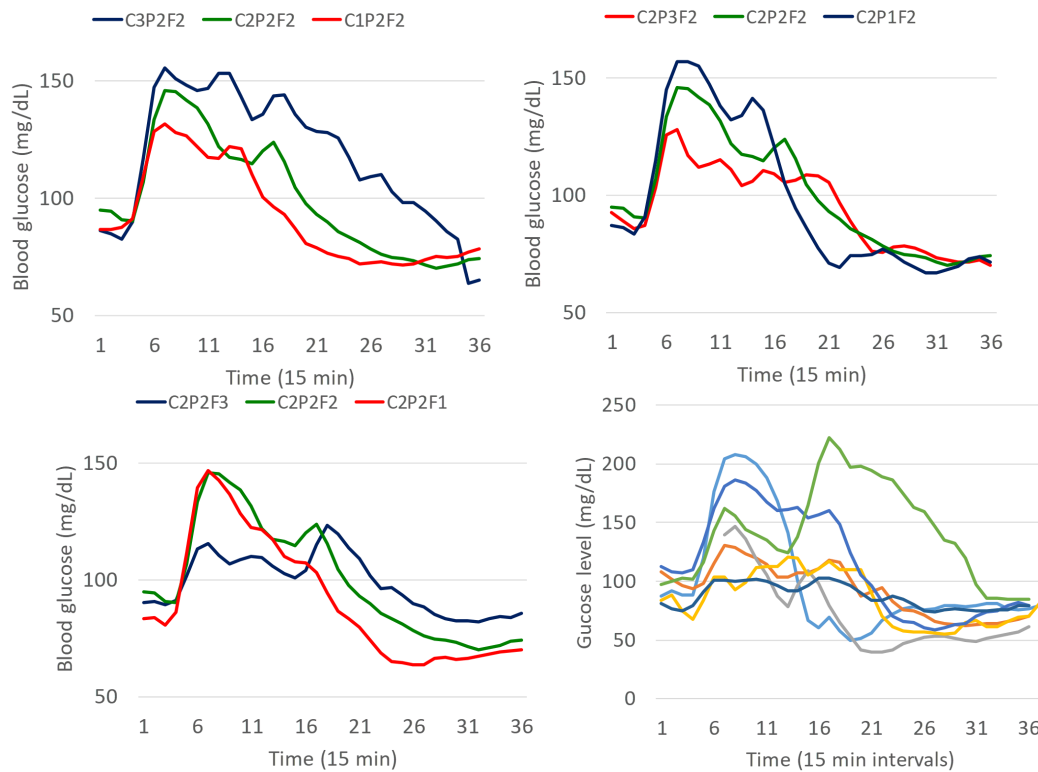 C3P2F2 C2P2F2 C1P2F2
Blood glucose (mg/dL)
150
100
50
1 6 11 16 21 26 31 36
Time (15 min)
C2P3F2 C2P2F2 C2P1F2
Blood glucose (mg/dL)
150
100
50
1 6 11 16 21 26 31 36
Time (15 min)
C2P2F3 C2P2F2 C2P2F1
Blood glucose (mg/dL)
150
100
50
1 6 11 16 21 26 31 36
Time (15 min)
Gucose level (mg/dL)
250
200
150
100
50
0
1 6 11 16 21 26 31 36
Time (15 min intervals)